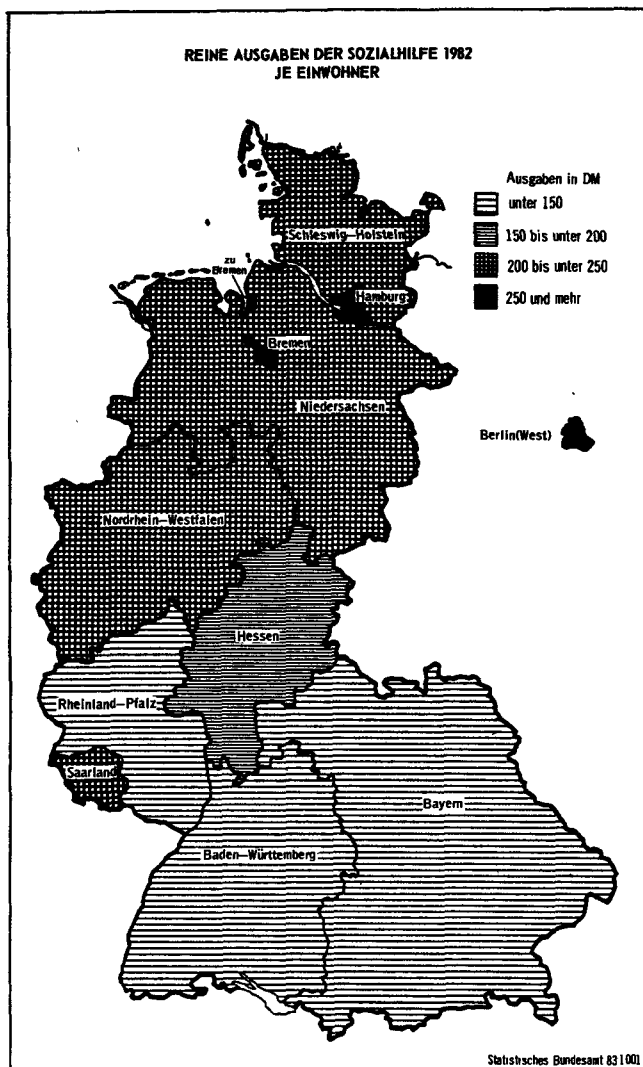 REINE AUSGABEN DER SOZIALHILFE 1982
JE EINWOHNER
Ausgaben in DM
unter 150
150 bis unter 200
200 bis unter 250
250 und mehr
Schleswig–Holstein
zu
Bremen
Hamburg
Bremen
Niedersachsen
Berlin(West)
Nordrhein–Westfalen
Hessen
Rheinland–Pfalz
Saarland
Bayern
Baden–Württemberg
Statistisches Bundesamt 83 1001